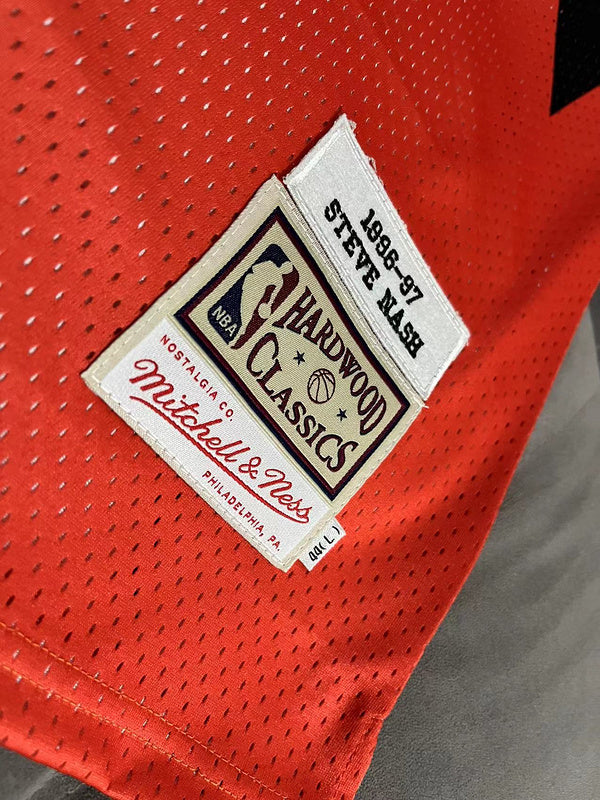 1996-97
STEVE NASH
NBA
HARDWOOD
CLASSICS
NOSTALGIA CO.
Mitchell & Ness
PHILADELPHIA, PA.
44(L)